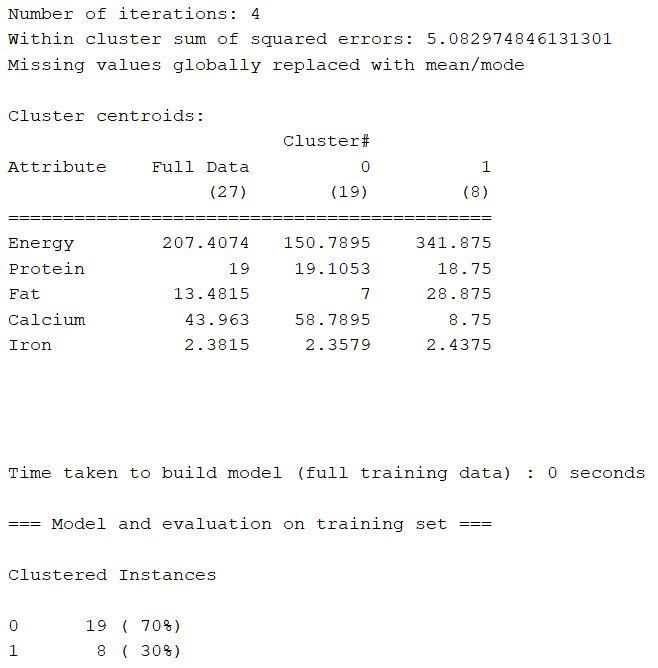 Number of iterations: 4
Within cluster sum of squared errors: 5.082974846131301
Missing values globally replaced with mean/mode
Cluster centroids:
Cluster#
Attribute Full Data 0 1
(27) (19) (8)
============================================
Energy 207.4074 150.7895 341.875
Protein 19 19.1053 18.75
Fat 13.4815 7 28.875
Calcium 43.963 58.7895 8.75
Iron 2.3815 2.3579 2.4375
Time taken to build model (full training data) : 0 seconds
=== Model and evaluation on training set ===
Clustered Instances
0 19 ( 70%)
1 8 ( 30%)